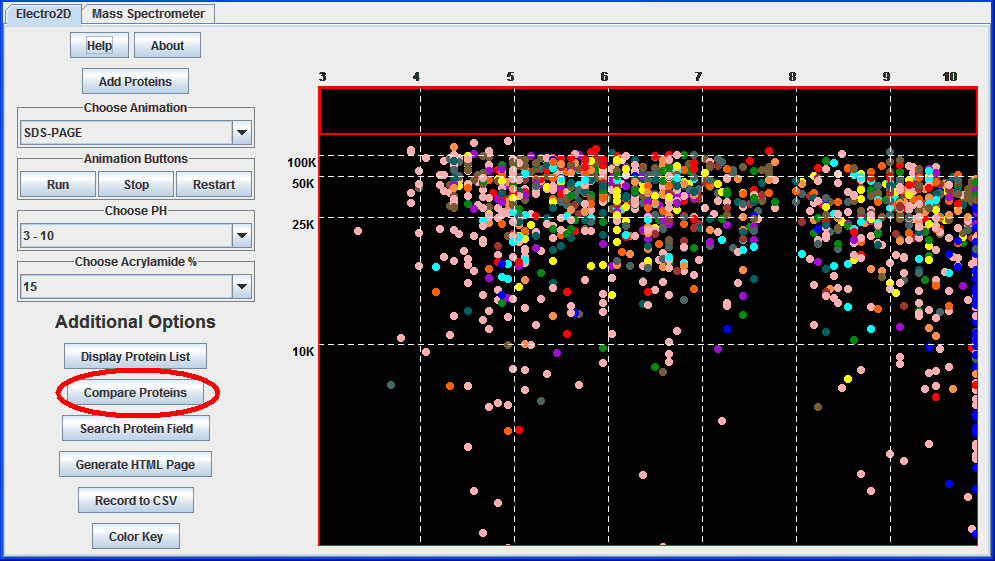 Electro2D Mass Spectrometer
Help About
Add Proteins
Choose Animation
SDS-PAGE
Animation Buttons
Run Stop Restart
Choose PH
3 - 10
Choose Acrylamide %
15
Additional Options
Display Protein List
Compare Proteins
Search Protein Field
Generate HTML Page
Record to CSV
Color Key
3 4 5 6 7 8 9 10
100K
50K
25K
10K